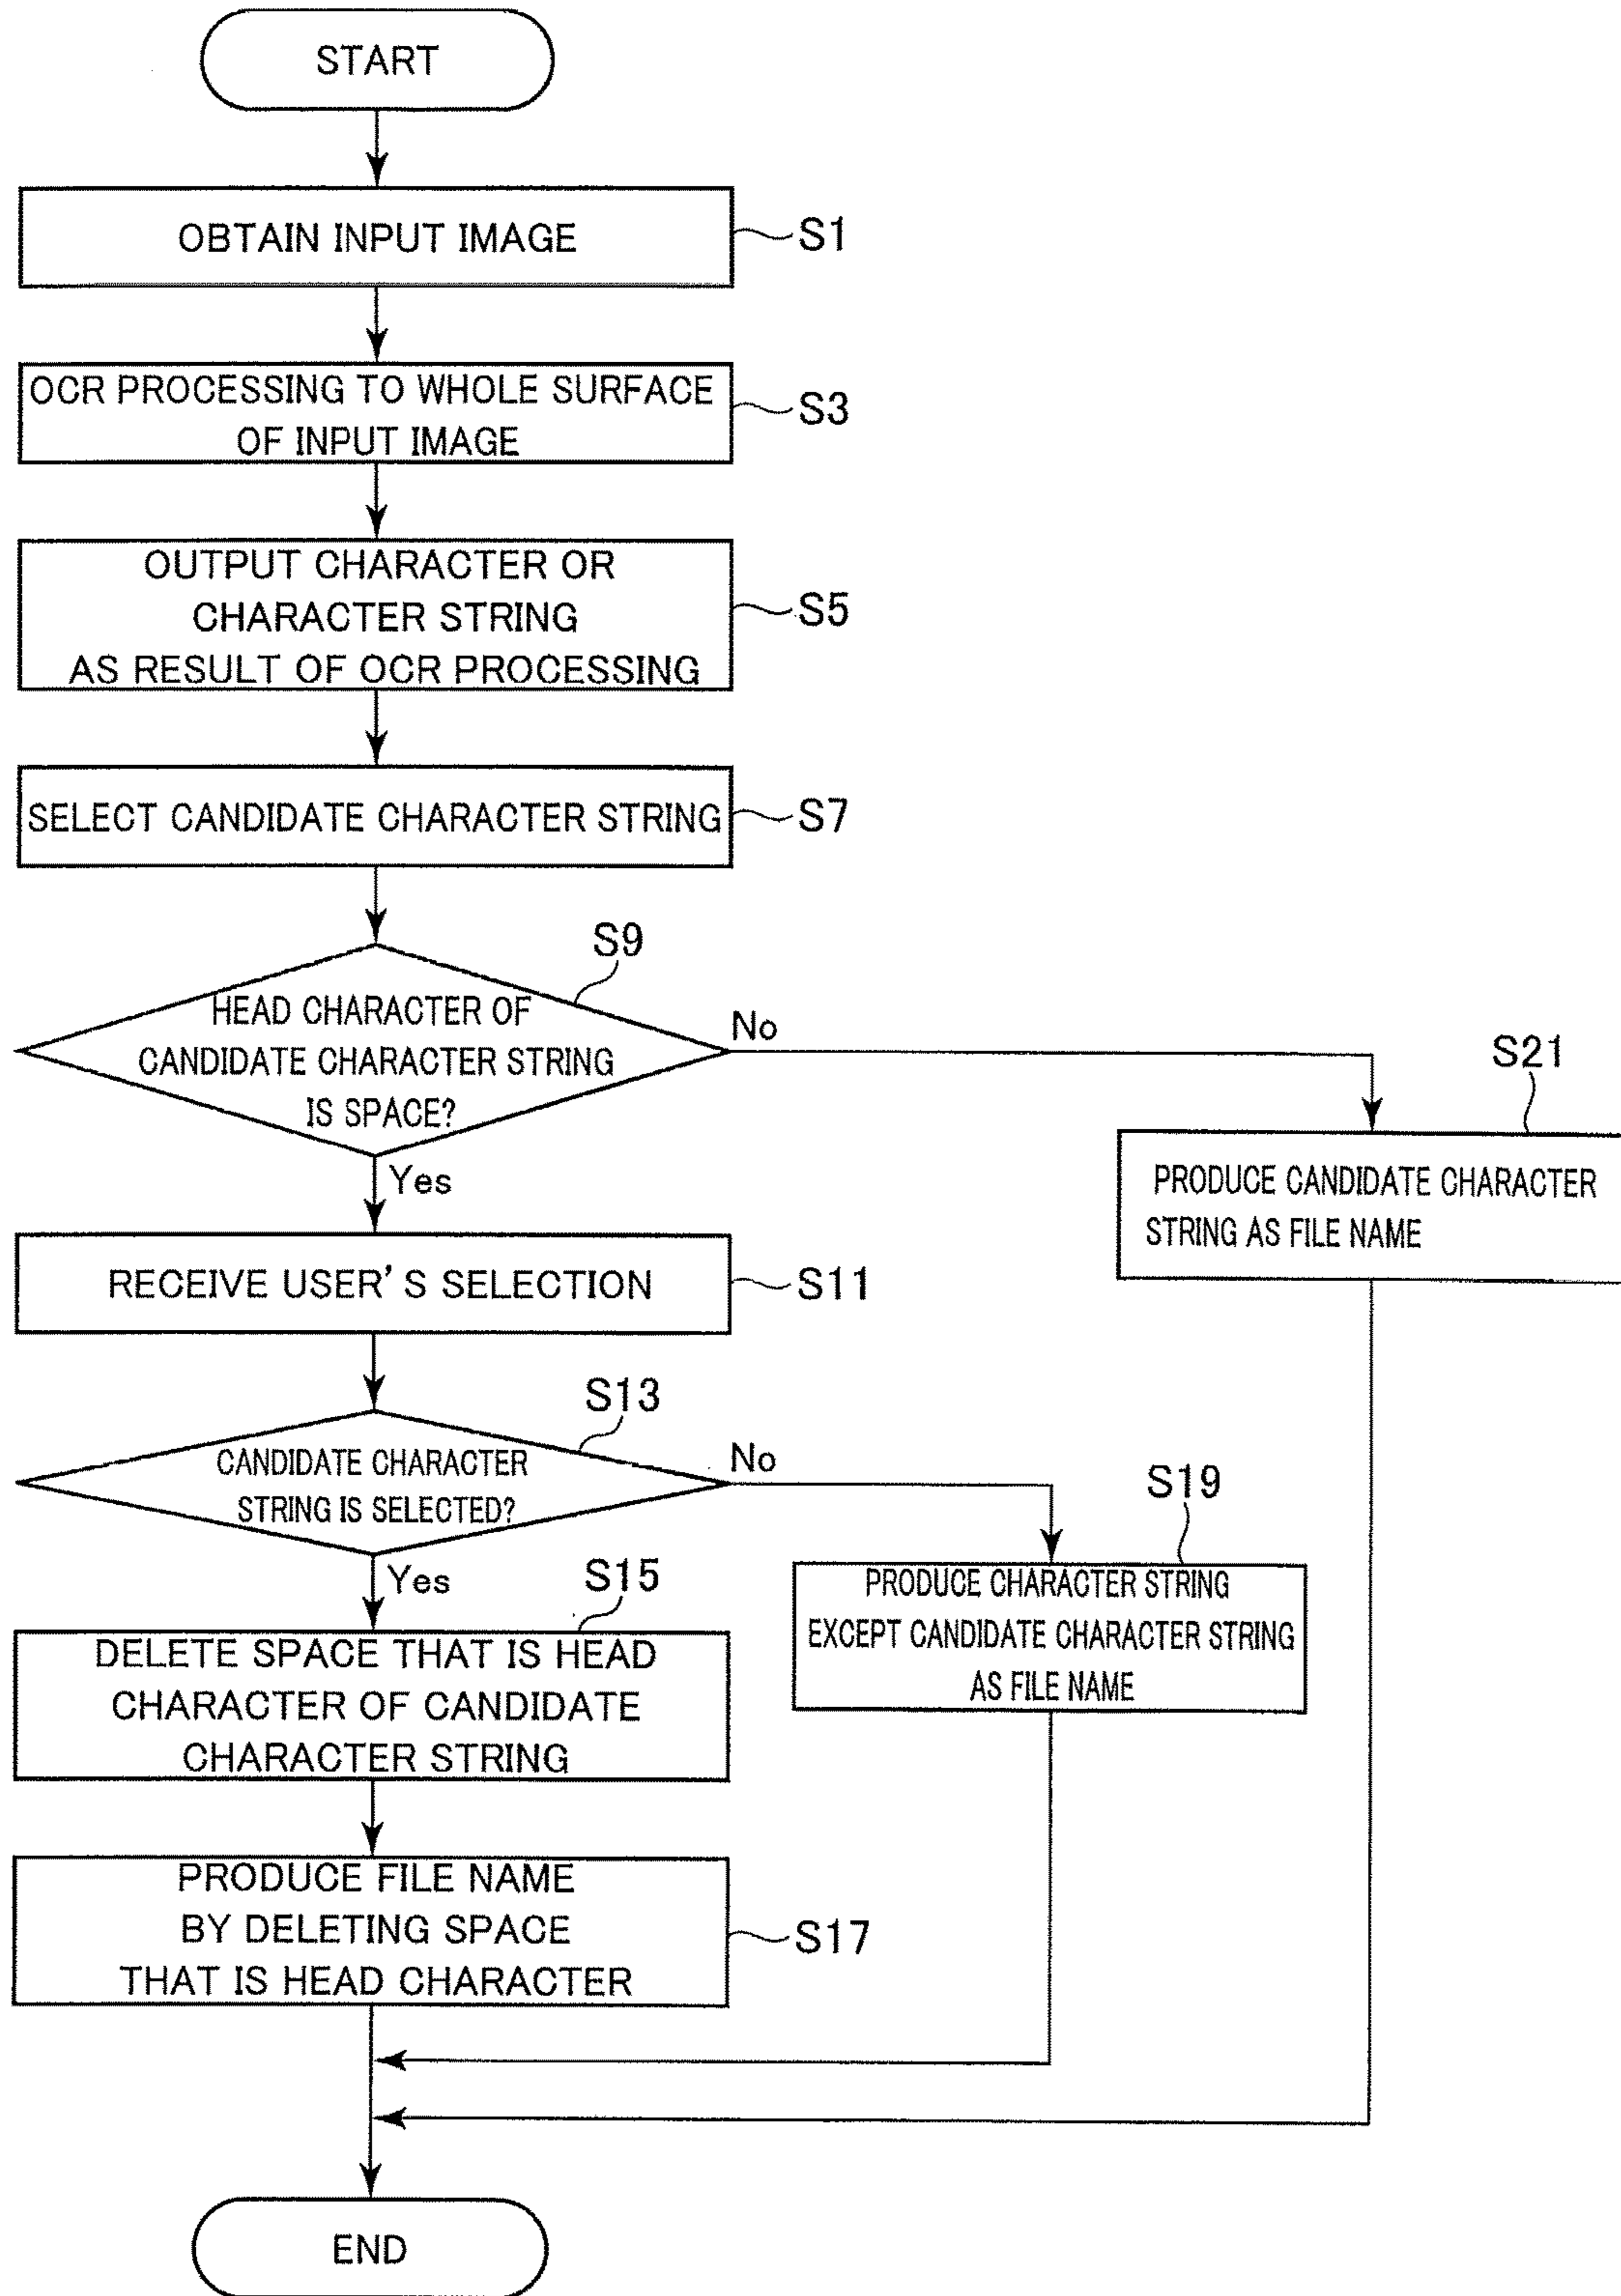 START
OBTAIN INPUT IMAGE
S1
OCR PROCESSING TO WHOLE SURFACE
OF INPUT IMAGE
S3
OUTPUT CHARACTER OR
CHARACTER STRING
AS RESULT OF OCR PROCESSING
S5
SELECT CANDIDATE CHARACTER STRING
S7
S9
HEAD CHARACTER OF
CANDIDATE CHARACTER STRING
IS SPACE?
No
Yes
S21
PRODUCE CANDIDATE CHARACTER
STRING AS FILE NAME
RECEIVE USER'S SELECTION
S11
S13
CANDIDATE CHARACTER
STRING IS SELECTED?
No
Yes
S19
PRODUCE CHARACTER STRING
EXCEPT CANDIDATE CHARACTER STRING
AS FILE NAME
S15
DELETE SPACE THAT IS HEAD
CHARACTER OF CANDIDATE
CHARACTER STRING
PRODUCE FILE NAME
BY DELETING SPACE
THAT IS HEAD CHARACTER
S17
END